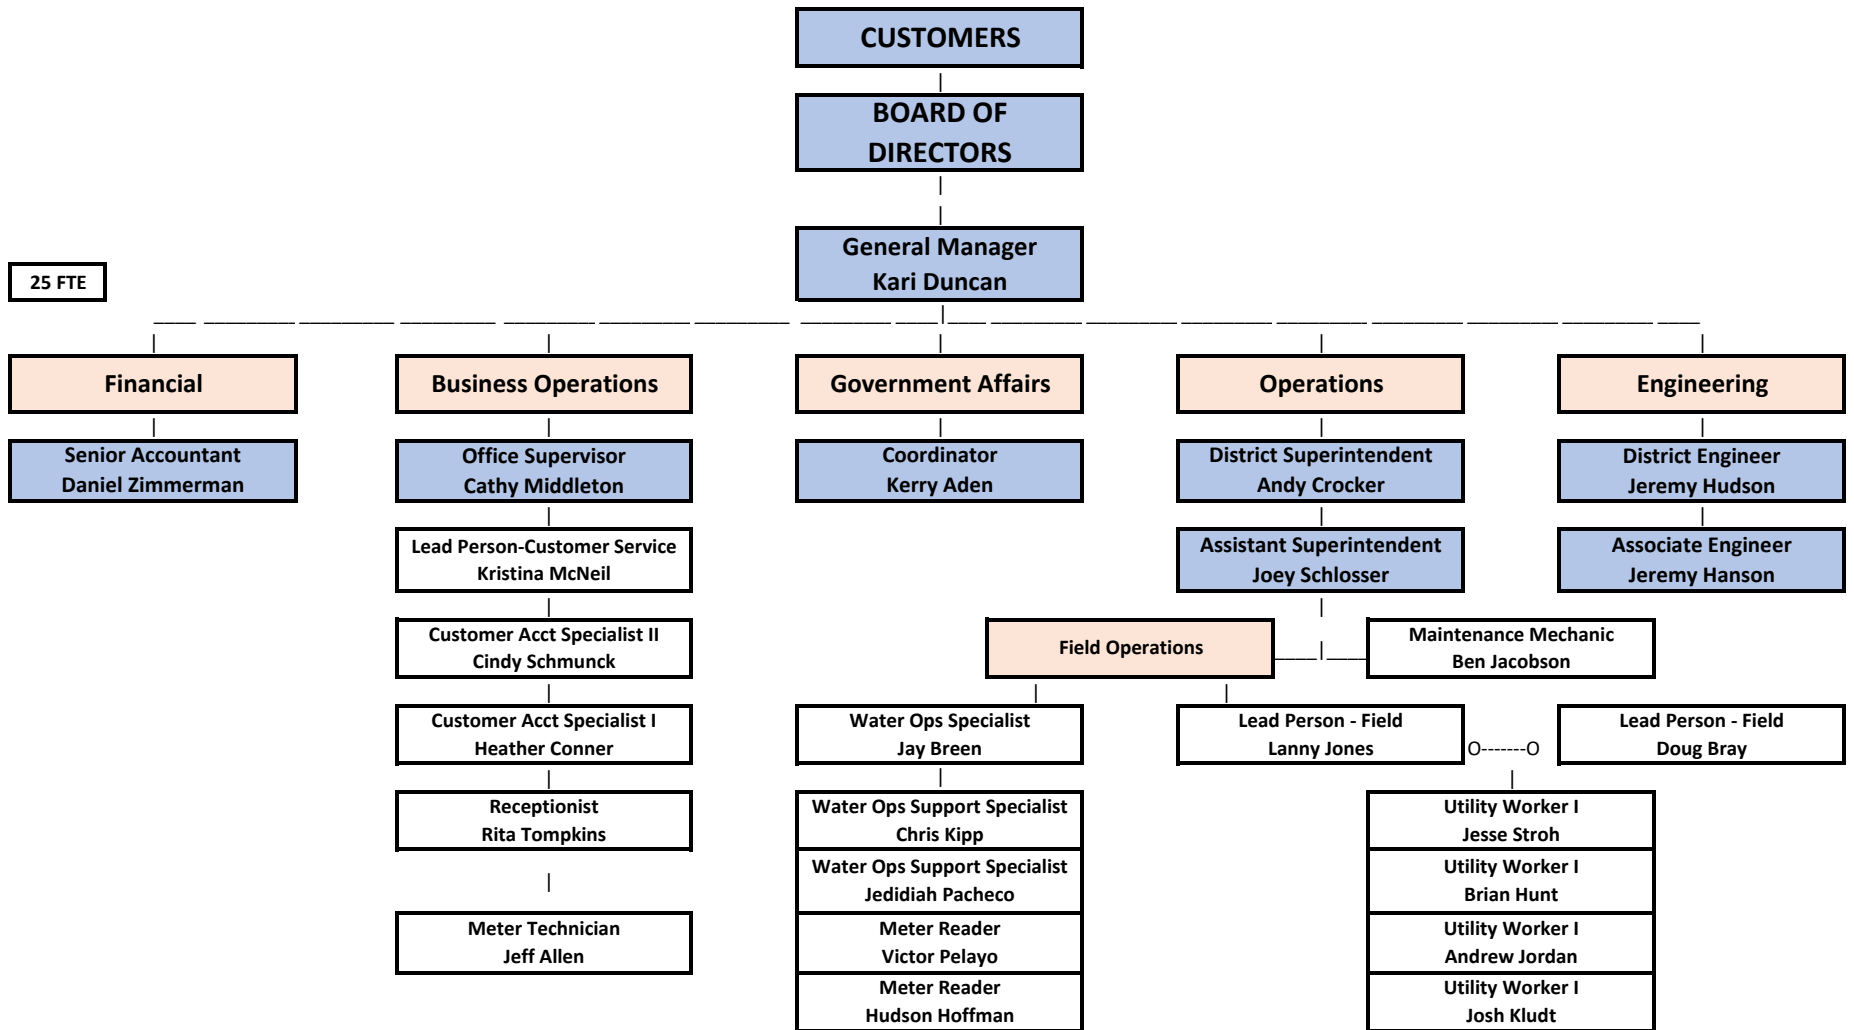 CUSTOMERS
BOARD OF
DIRECTORS
General Manager
Kari Duncan
25 FTE
Financial
Business Operations
Government Affairs
Operations
Engineering
Senior Accountant
Daniel Zimmerman
Office Supervisor
Cathy Middleton
Coordinator
Kerry Aden
District Superintendent
Andy Crocker
District Engineer
Jeremy Hudson
Lead Person-Customer Service
Kristina McNeil
Assistant Superintendent
Joey Schlosser
Associate Engineer
Jeremy Hanson
Customer Acct Specialist II
Cindy Schmunck
Field Operations
Maintenance Mechanic
Ben Jacobson
Customer Acct Specialist I
Heather Conner
Water Ops Specialist
Jay Breen
Lead Person - Field
Lanny Jones
O-------O
Lead Person - Field
Doug Bray
Receptionist
Rita Tompkins
Water Ops Support Specialist
Chris Kipp
Utility Worker I
Jesse Stroh
Water Ops Support Specialist
Jedidiah Pacheco
Utility Worker I
Brian Hunt
Meter Technician
Jeff Allen
Meter Reader
Victor Pelayo
Utility Worker I
Andrew Jordan
Meter Reader
Hudson Hoffman
Utility Worker I
Josh Kludt